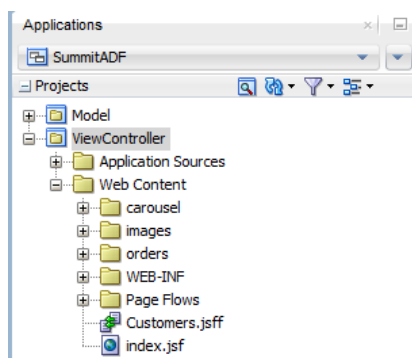 Applications
SummitADF
Projects
Model
ViewController
Application Sources
Web Content
carousel
images
orders
WEB-INF
Page Flows
Customers.jsff
index.jsf